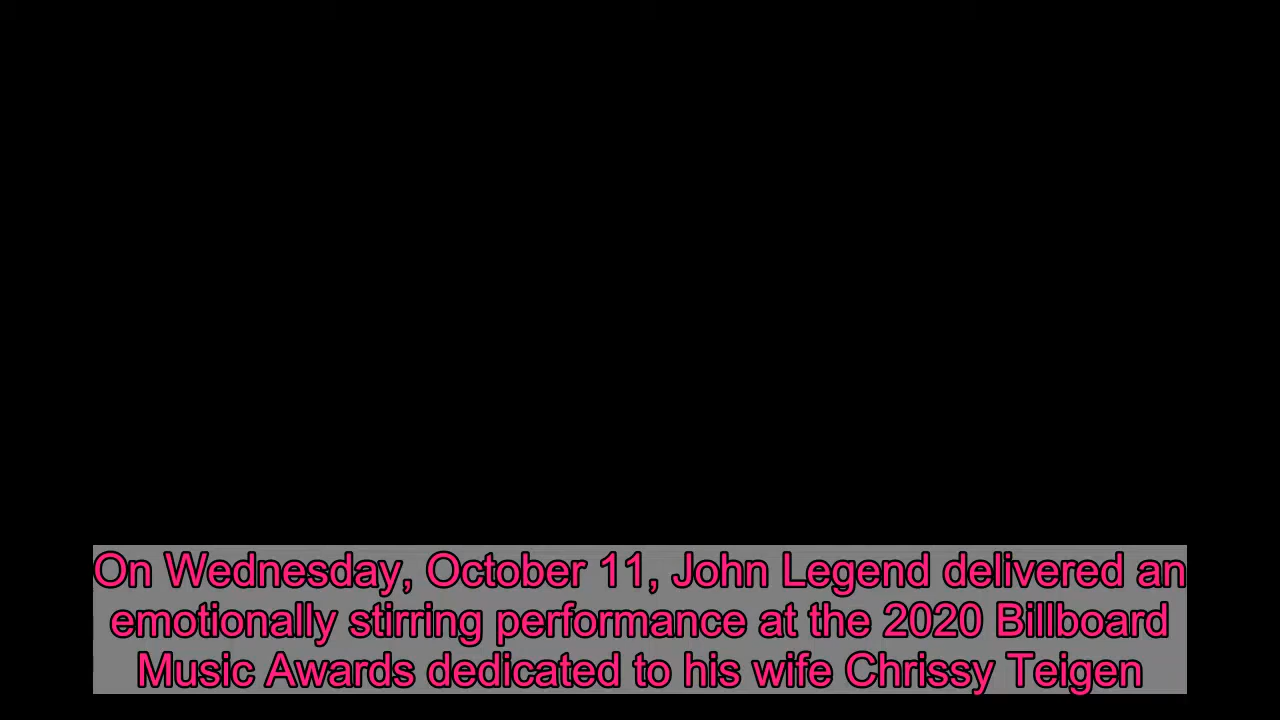 On Wednesday, October 11, John Legend delivered an
emotionally stirring performance at the 2020 Billboard
Music Awards dedicated to his wife Chrissy Teigen